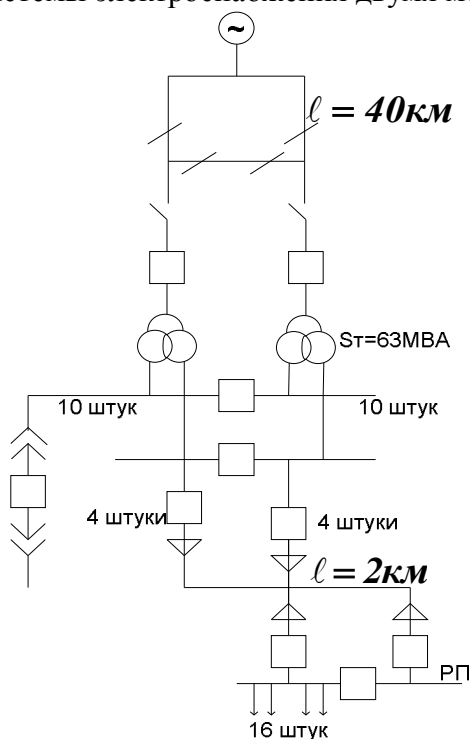 ~
ℓ = 40км
Sт=63МВА
10 штук
10 штук
4 штуки
4 штуки
ℓ = 2км
РП
16 штук